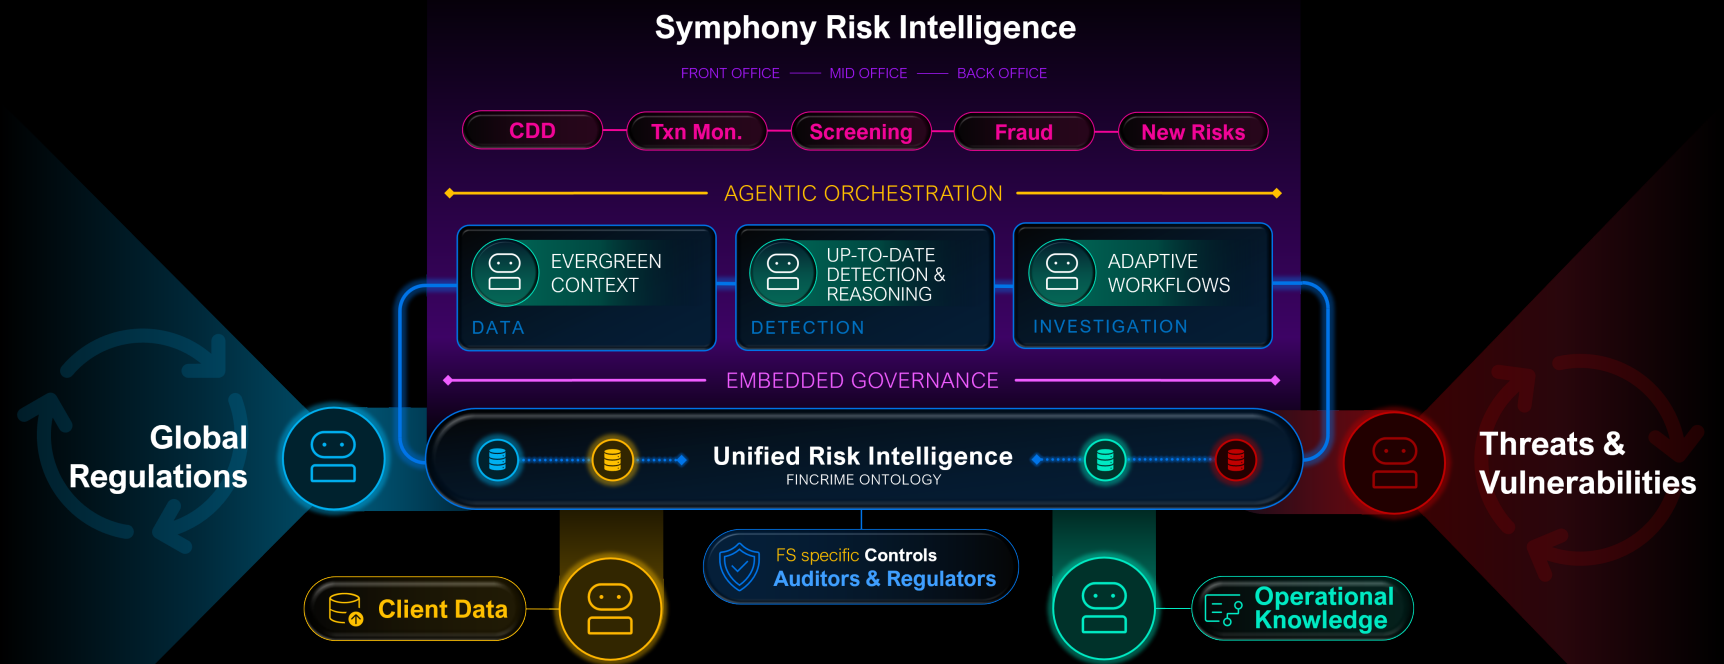 Symphony Risk Intelligence
FRONT OFFICE
MID OFFICE
BACK OFFICE
CDD
Txn Mon.
Screening
Fraud
New Risks
AGENTIC ORCHESTRATION
EVERGREEN
CONTEXT
DATA
UP-TO-DATE
DETECTION &
REASONING
DETECTION
ADAPTIVE
WORKFLOWS
INVESTIGATION
EMBEDDED GOVERNANCE
Global
Regulations
Unified Risk Intelligence
FINCRIME ONTOLOGY
Threats &
Vulnerabilities
FS specific Controls
Auditors & Regulators
Client Data
Operational
Knowledge